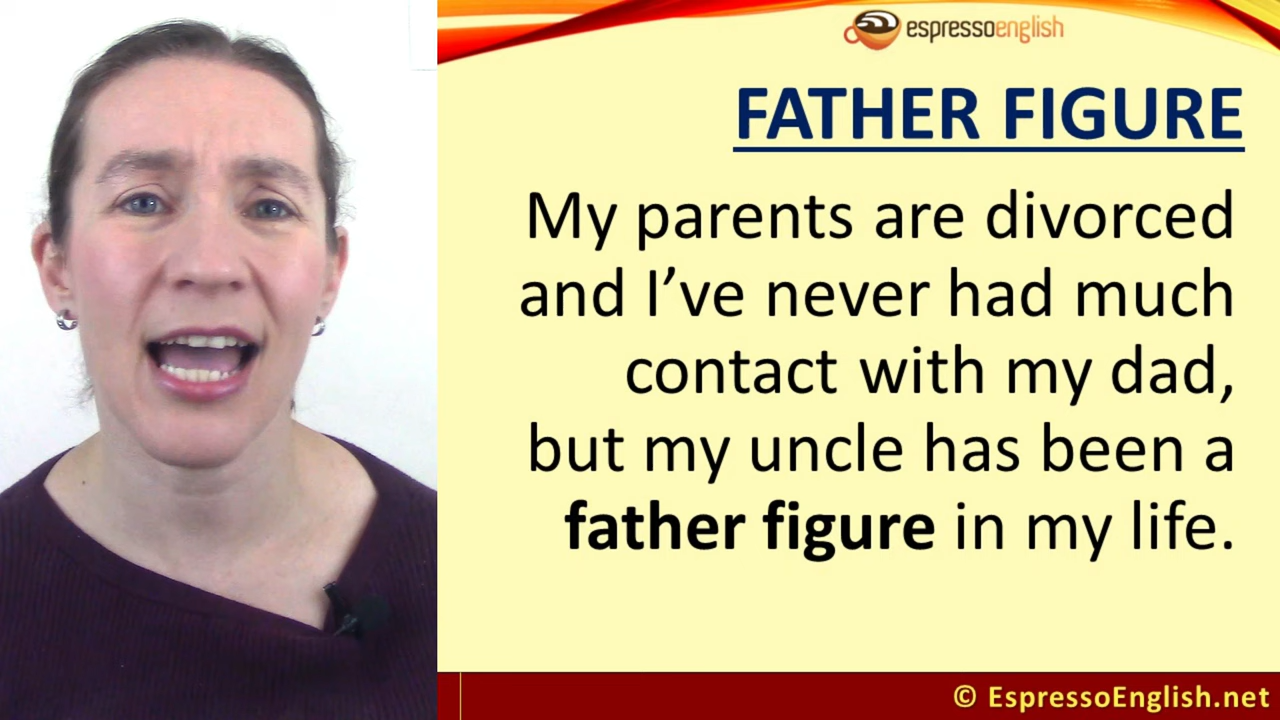 espressoenglish
FATHER FIGURE
My parents are divorced
and I’ve never had much
contact with my dad,
but my uncle has been a
father figure in my life.
© EspressoEnglish.net